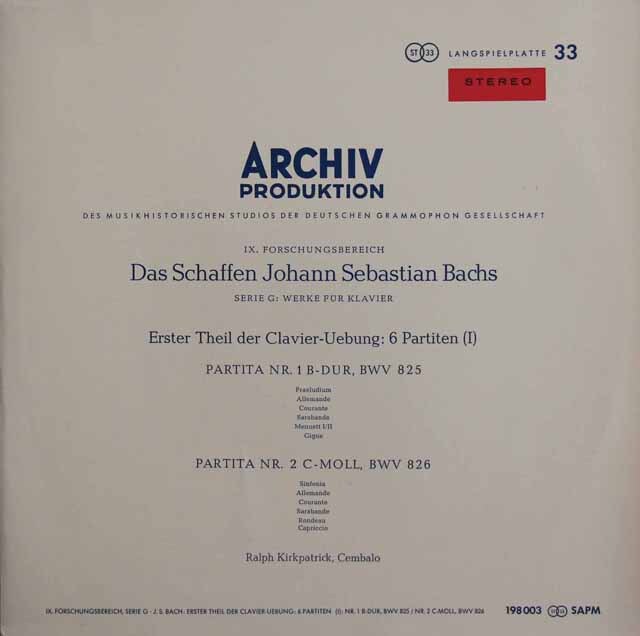 ST 33 LANGSPIELPLATTE 33
STEREO
ARCHIV
PRODUKTION
DES MUSIKHISTORISCHEN STUDIOS DER DEUTSCHEN GRAMMOPHON GESELLSCHAFT
IX. FORSCHUNGSBEREICH
Das Schaffen Johann Sebastian Bachs
SERIE G: WERKE FÜR KLAVIER
Erster Theil der Clavier-Uebung: 6 Partiten (I)
PARTITA NR. 1 B-DUR, BWV 825
Praeludium
Allemande
Courante
Sarabande
Menuett I/II
Gigue
PARTITA NR. 2 C-MOLL, BWV 826
Sinfonia
Allemande
Courante
Sarabande
Rondeau
Capriccio
Ralph Kirkpatrick, Cembalo
IX. FORSCHUNGSBEREICH, SERIE G - J. S. BACH: ERSTER THEIL DER CLAVIER-UEBUNG: 6 PARTITEN (I): NR. 1 B-DUR, BWV 825 / NR. 2 C-MOLL, BWV 826 198 003 ST 33 SAPM